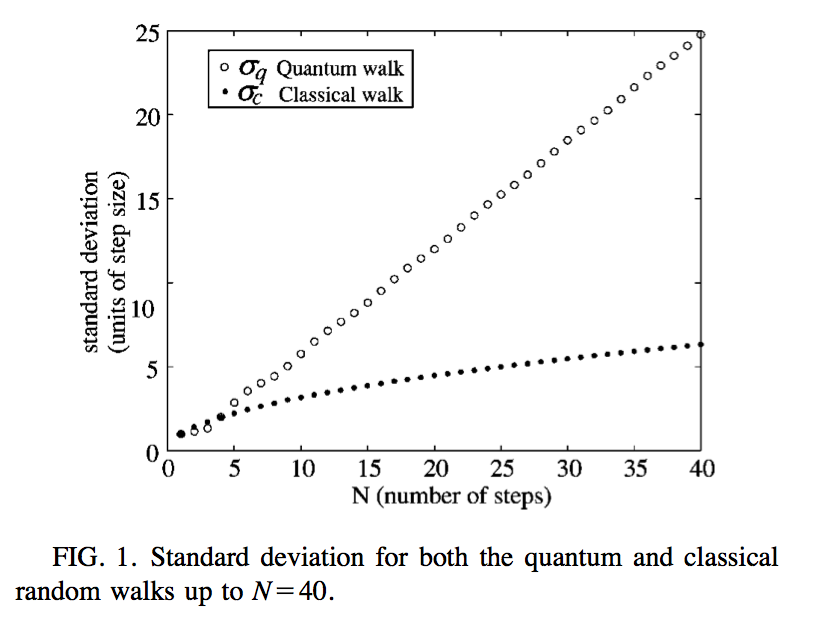 25
20
15
10
5
0
standard deviation
(units of step size)
σq Quantum walk
σc Classical walk
0 5 10 15 20 25 30 35 40
N (number of steps)
FIG. 1. Standard deviation for both the quantum and classical
random walks up to N=40.